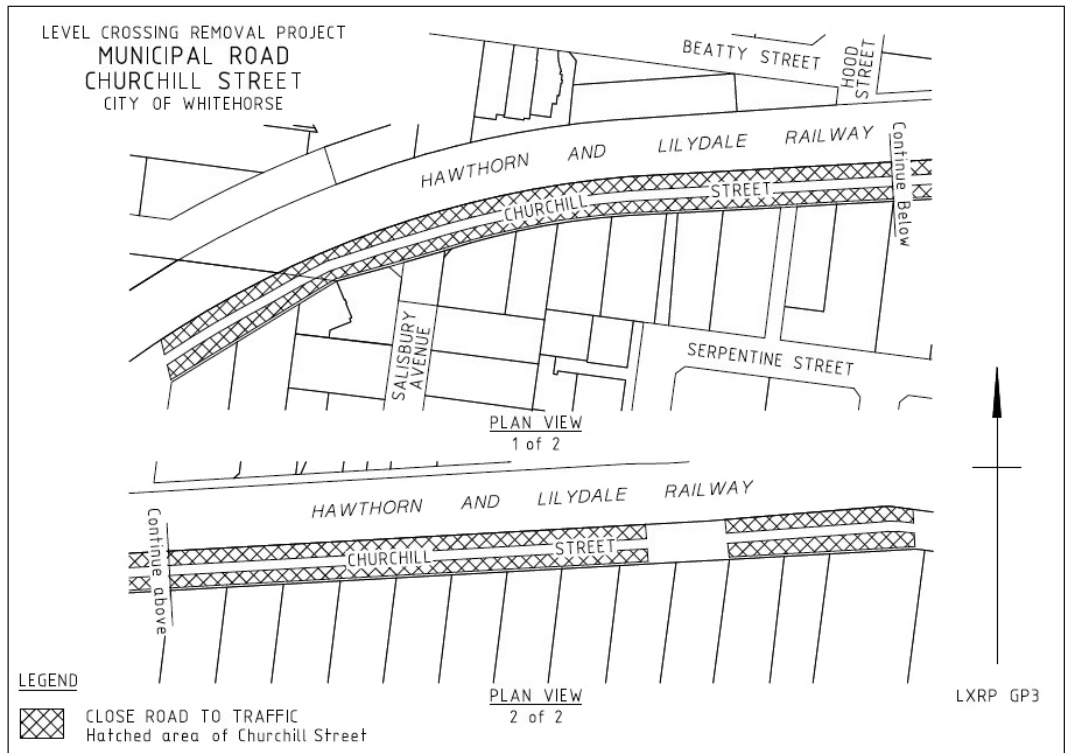 LEVEL CROSSING REMOVAL PROJECT
MUNICIPAL ROAD
CHURCHILL STREET
CITY OF WHITEHORSE
BEATTY STREET
HOOD
STREET
HAWTHORN AND LILYDALE RAILWAY
Continue Below
CHURCHILL STREET
SALISBURY
AVENUE
SERPENTINE STREET
PLAN VIEW
1 of 2
HAWTHORN AND LILYDALE RAILWAY
Continue above
CHURCHILL STREET
LEGEND
CLOSE ROAD TO TRAFFIC
Hatched area of Churchill Street
PLAN VIEW
2 of 2
LXRP GP3